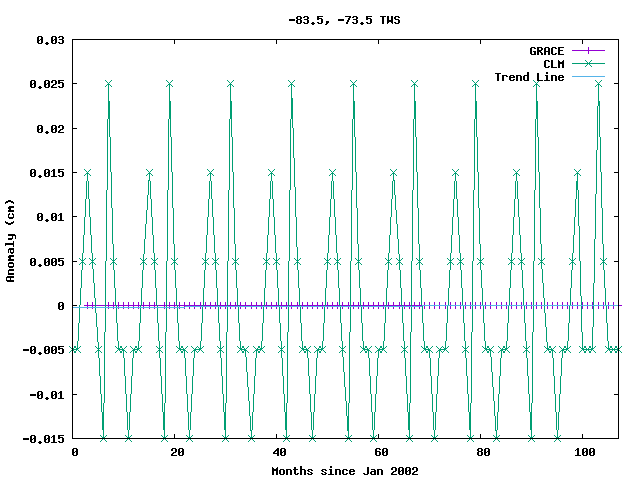 -83.5, -73.5 TWS
GRACE
CLM
Trend Line
0.03
0.025
0.02
0.015
0.01
0.005
0
-0.005
-0.01
-0.015
Anomaly (cm)
0 20 40 60 80 100
Months since Jan 2002